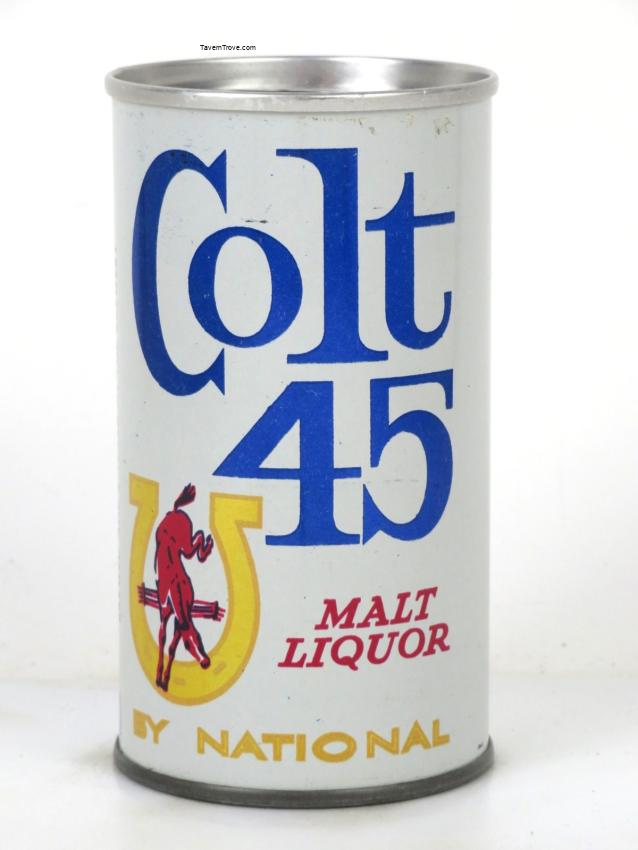 TavernTrove.com
Colt
45
MALT
LIQUOR
BY NATIONAL